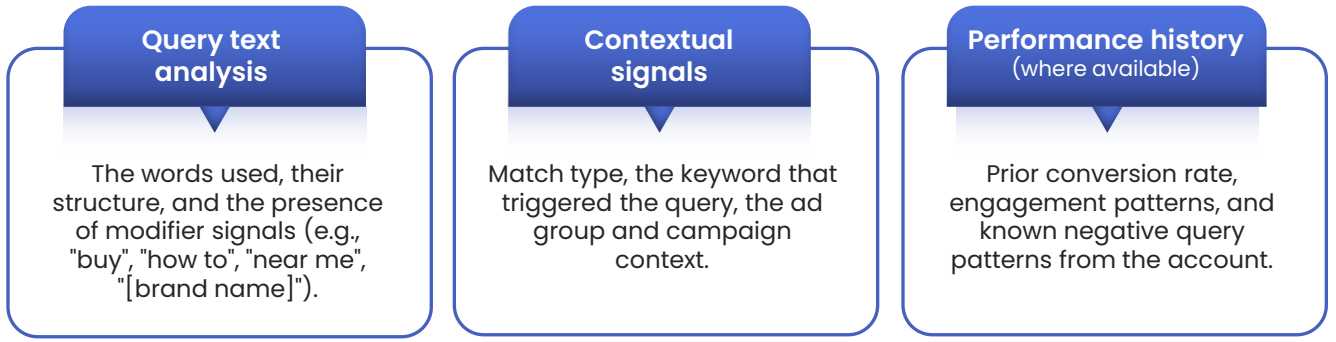 Query text
analysis
The words used, their
structure, and the presence
of modifier signals (e.g.,
"buy", "how to", "near me",
"[brand name]").
Contextual
signals
Match type, the keyword that
triggered the query, the ad
group and campaign
context.
Performance history
(where available)
Prior conversion rate,
engagement patterns, and
known negative query
patterns from the account.